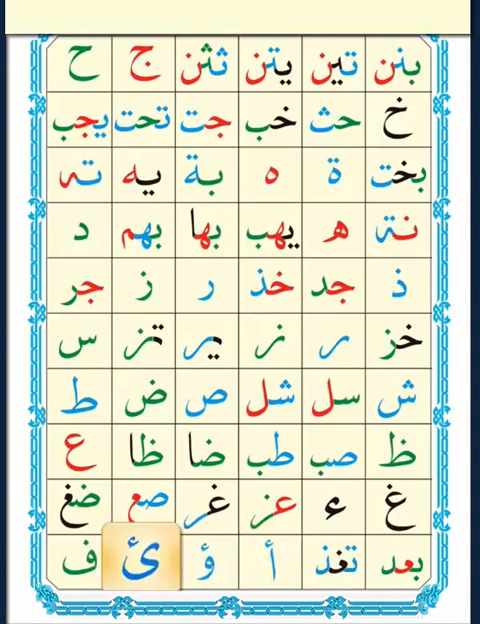 بنن تين يتن ثثن ج ح
خ حث خب جت تحت يجب
بخت ة ه بة يه ته
نة ه يهب بها بهم د
ذ جد خذ ر ز جر
خز ر ز ير تز س
ش سل شل ص ض ط
ظ صب طب ضا ظا ع
غ ء عز غر صع ضغ
بعد تغذ أ ؤ ئ ف